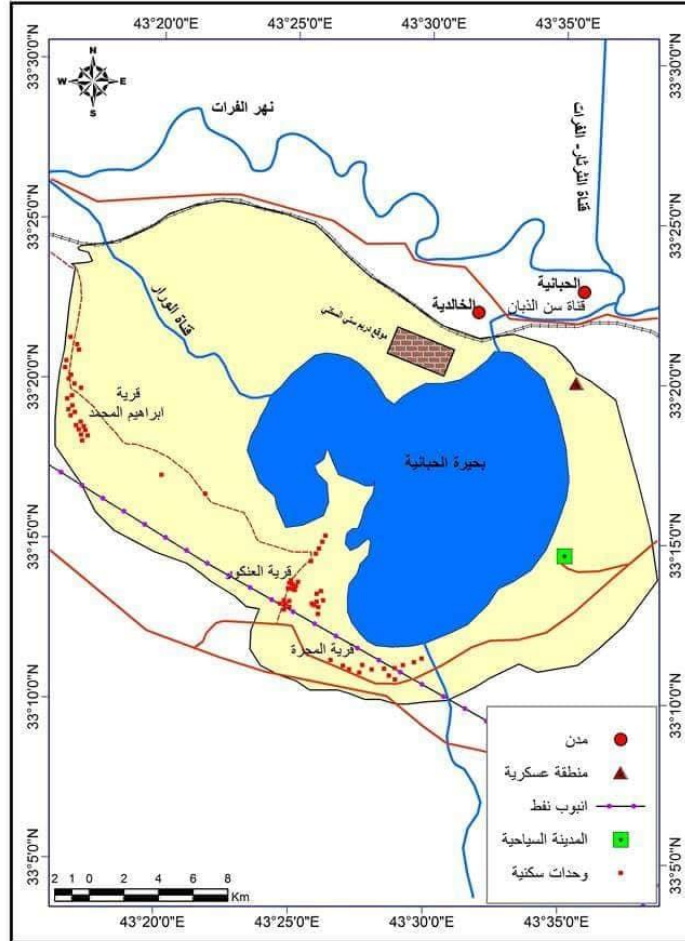 43°20'0"E
43°25'0"E
43°30'0"E
43°35'0"E
33°30'0"N
33°30'0"N
N
W
E
S
نهر الفرات
قناة الثرثار- الفرات
33°25'0"N
33°25'0"N
الحبانية
قناة سن الذبان
الخالدية
قناة الورار
موقع دريم ستي السكني
33°20'0"N
33°20'0"N
قرية
ابراهيم المحمد
بحيرة الحبانية
33°15'0"N
33°15'0"N
قرية العنكور
قرية المجرة
33°10'0"N
33°10'0"N
مدن
منطقة عسكرية
انبوب نفط
المدينة السياحية
وحدات سكنية
33°5'0"N
33°5'0"N
2 1 0 2 4 6 8
Km
43°20'0"E
43°25'0"E
43°30'0"E
43°35'0"E